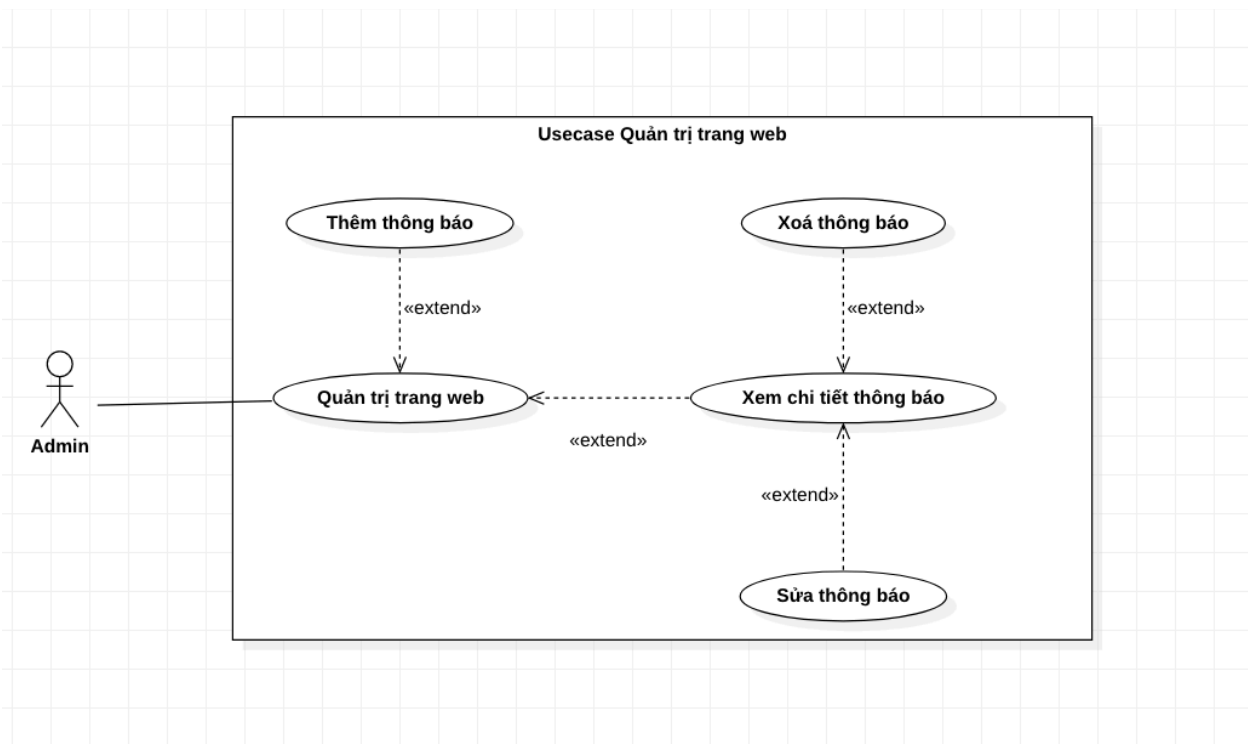 Usecase Quản trị trang web
Thêm thông báo
Xoá thông báo
«extend»
«extend»
Quản trị trang web
Xem chi tiết thông báo
Admin
«extend»
«extend»
Sửa thông báo